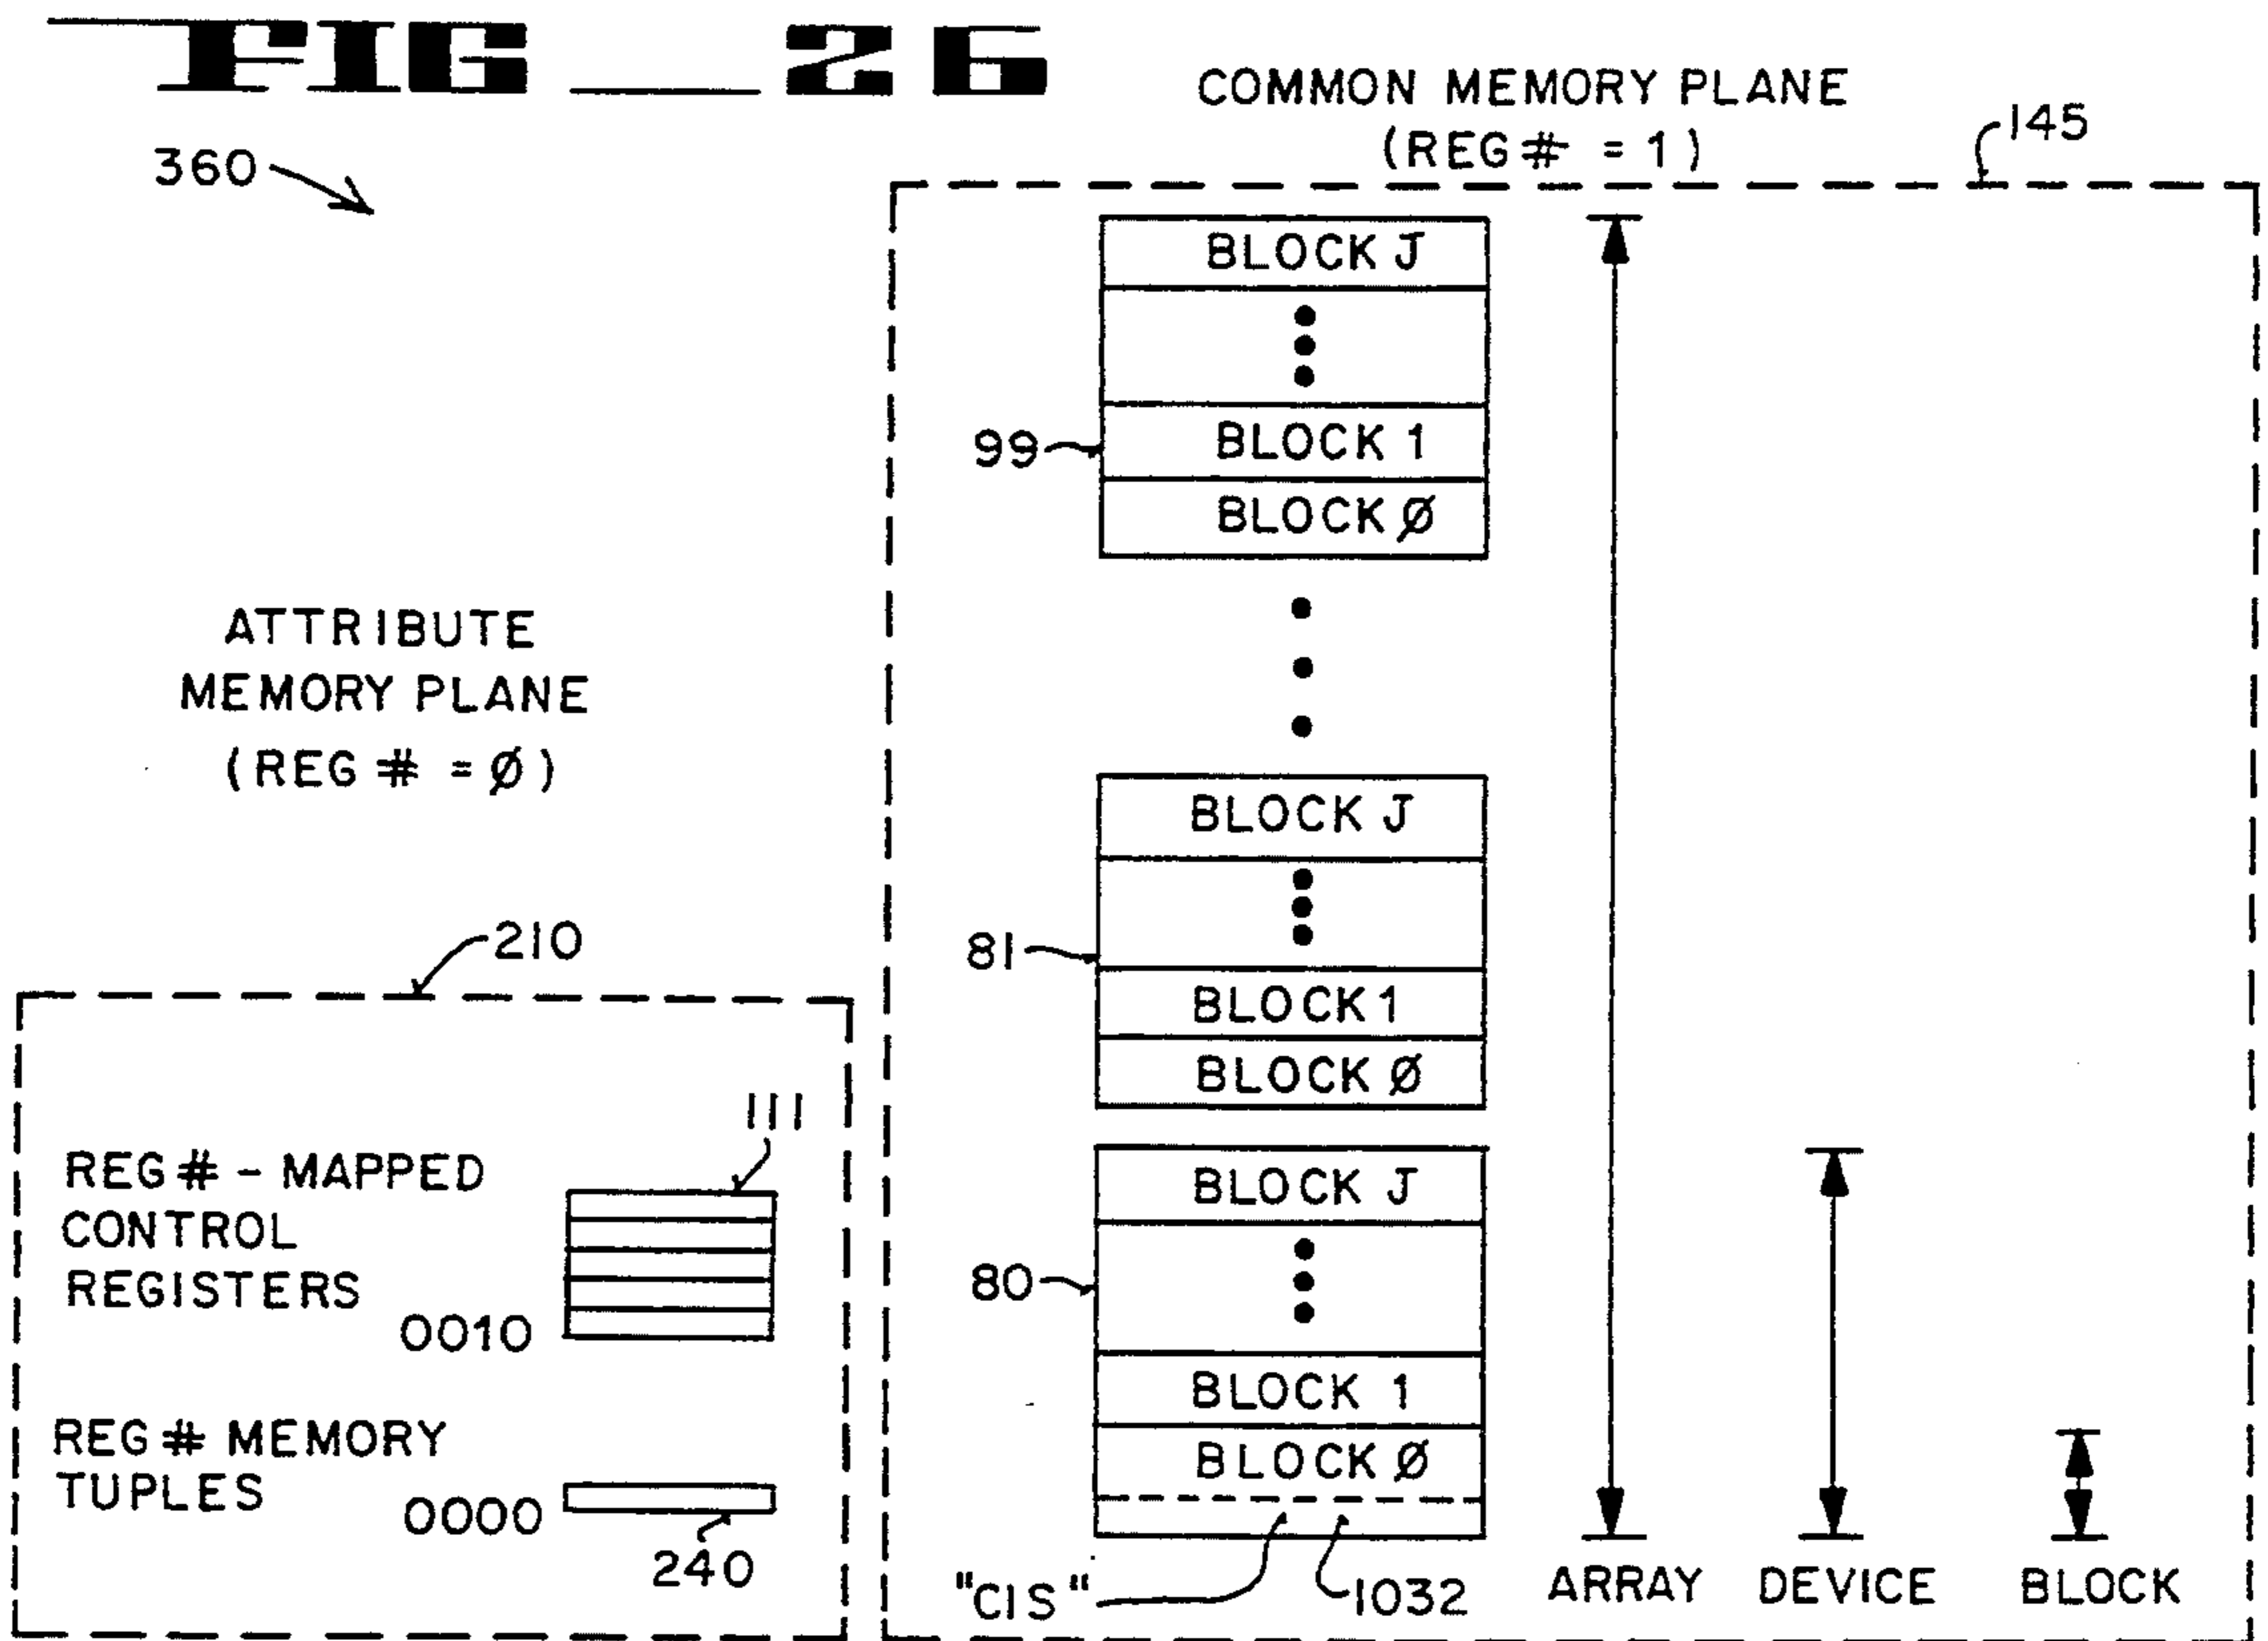 FIG__26
360
COMMON MEMORY PLANE
(REG# = 1)
145
BLOCK J
99
BLOCK 1
BLOCK Ø
ATTRIBUTE
MEMORY PLANE
(REG # = Ø)
BLOCK J
81
BLOCK 1
BLOCK Ø
210
111
REG # - MAPPED
CONTROL
REGISTERS
0010
REG # MEMORY
TUPLES
0000
240
BLOCK J
80
BLOCK 1
BLOCK Ø
"CIS"
1032
ARRAY
DEVICE
BLOCK